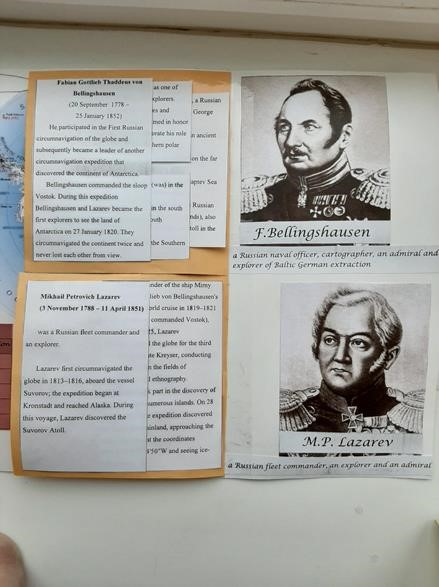 Fabian Gottlieb Thaddeus von
Bellingshausen
(20 September 1778 –
25 January 1852)
He participated in the First Russian
circumnavigation of the globe and
subsequently became a leader of another
circumnavigation expedition that
discovered the continent of Antarctica.
Bellingshausen commanded the sloop
Vostok. During this expedition
Bellingshausen and Lazarev became the
first explorers to see the land of
Antarctica on 27 January 1820. They
circumnavigated the continent twice and
never lost each other from view.
as one of
explorers.
es and
med in honor
erate his role
hern polar
(was) in the
in the south
outh
the Southern
, a Russian
George
n ancient
on the far
aptev Sea
Russian
nds), also
toll in the
F.Bellingshausen
a Russian naval officer, cartographer, an admiral and
explorer of Baltic German extraction
Mikhail Petrovich Lazarev
(3 November 1788 – 11 April 1851)
was a Russian fleet commander and
an explorer.
Lazarev first circumnavigated the
globe in 1813–1816, aboard the vessel
Suvorov; the expedition began at
Kronstadt and reached Alaska. During
this voyage, Lazarev discovered the
Suvorov Atoll.
nder of the ship Mirny
lieb von Bellingshausen's
orld cruise in 1819–1821
commanded Vostok),
25, Lazarev
d the globe for the third
te Kreyser, conducting
n the fields of
l ethnography.
k part in the discovery of
numerous islands. On 28
e expedition discovered
ainland, approaching the
at the coordinates
4'50"W and seeing ice-
M.P. Lazarev
a Russian fleet commander, an explorer and an admiral